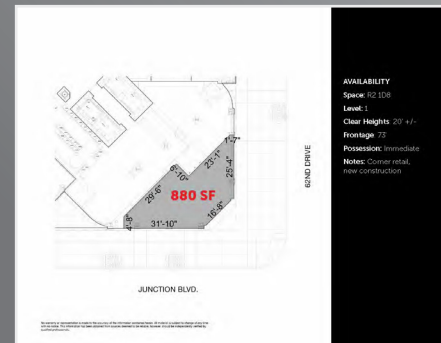 AVAILABILITY
Space: R2 1D8
Level: 1
Clear Heights 20' +/-
Frontage 73'
Possession: Immediate
Notes: Corner retail,
new construction
62ND DRIVE
1'-7"
23'-1"
25'-4"
6'-10"
29'-6"
880 SF
16'-8"
4'-8"
31'-10"
JUNCTION BLVD.